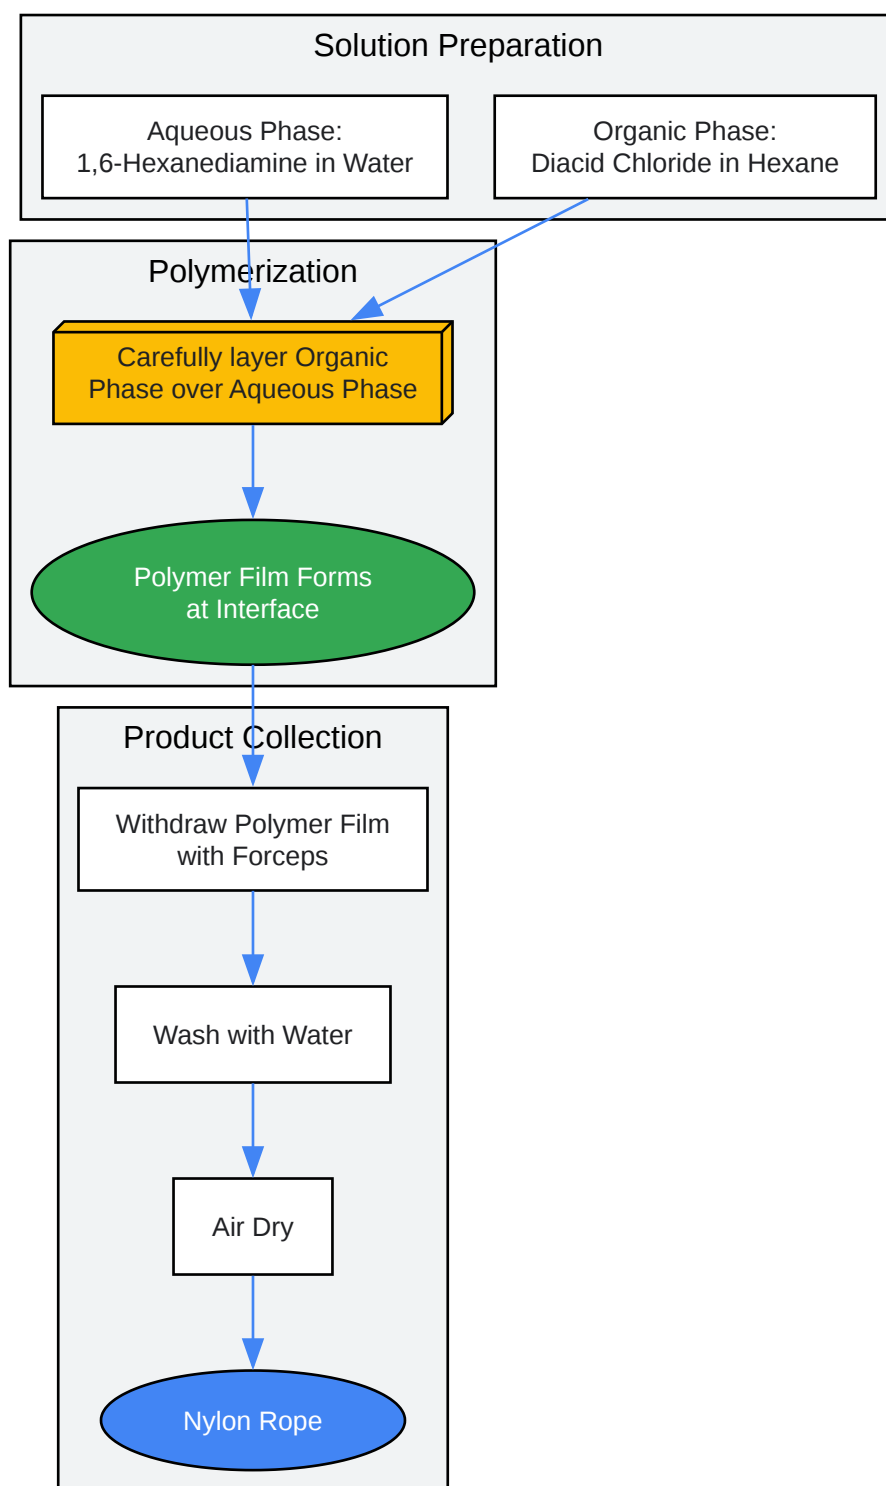 Solution Preparation
Aqueous Phase:
1,6-Hexanediamine in Water
Organic Phase:
Diacid Chloride in Hexane
Polymerization
Carefully layer Organic
Phase over Aqueous Phase
Polymer Film Forms
at Interface
Product Collection
Withdraw Polymer Film
with Forceps
Wash with Water
Air Dry
Nylon Rope